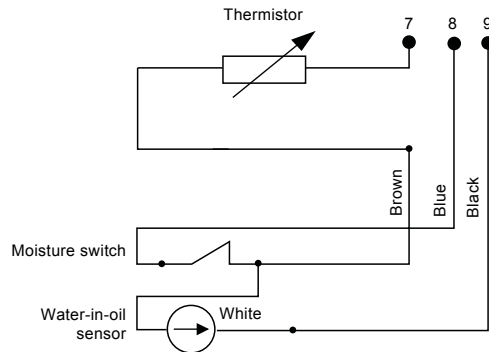 Thermistor
7 8 9
Brown
Blue
Black
Moisture switch
Water-in-oil
sensor
White